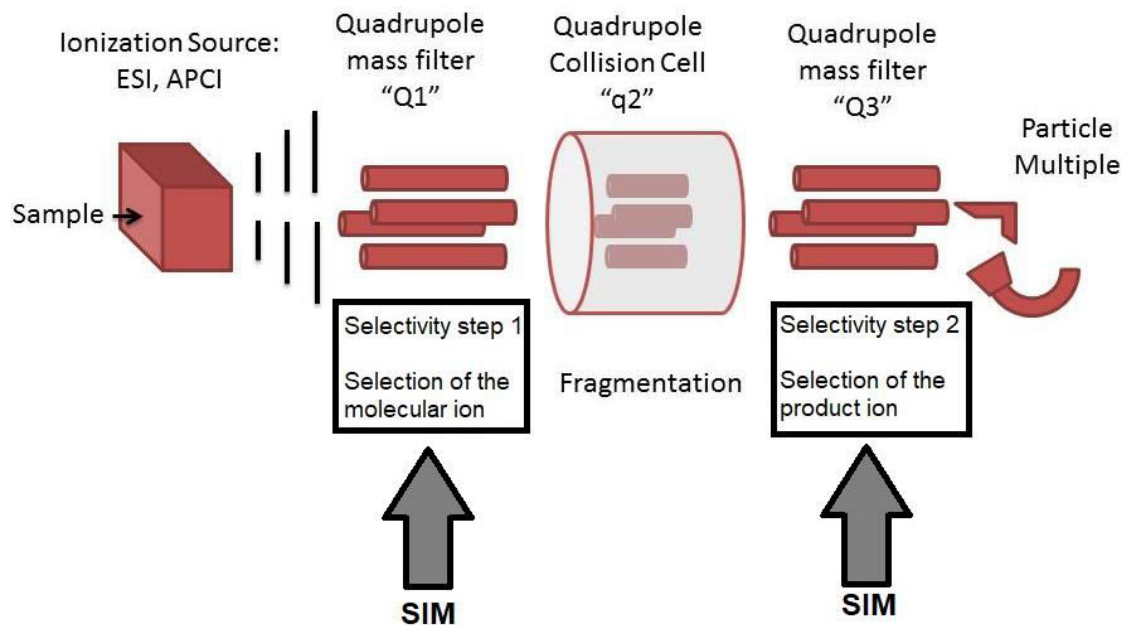 Ionization Source:
ESI, APCI
Quadrupole
mass filter
“Q1”
Quadrupole
Collision Cell
“q2”
Quadrupole
mass filter
“Q3”
Particle
Multiple
Sample
Selectivity step 1
Selection of the
molecular ion
Fragmentation
Selectivity step 2
Selection of the
product ion
SIM
SIM